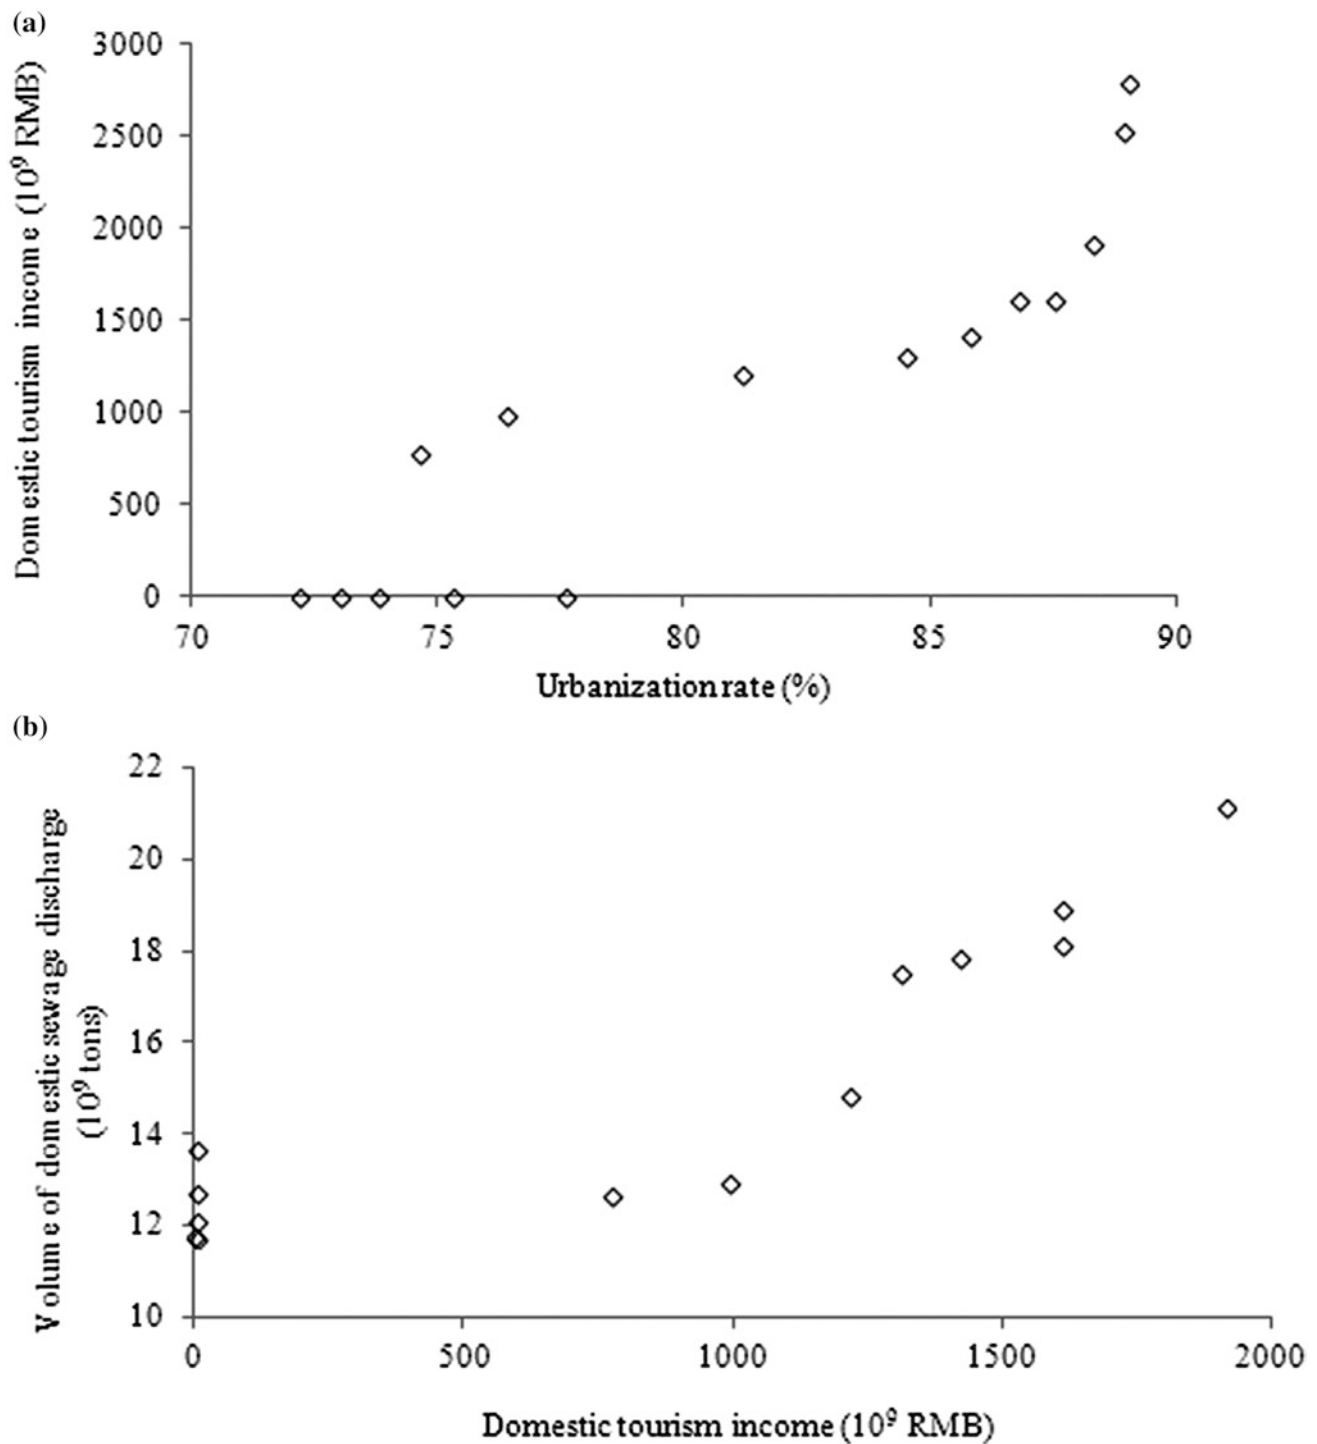 (a)
3000
2500
2000
1500
1000
500
0
Domestic tourism income (10⁹ RMB)
70 75 80 85 90
Urbanization rate (%)
(b)
22
20
18
16
14
12
10
Volume of domestic sewage discharge
(10⁹ tons)
0 500 1000 1500 2000
Domestic tourism income (10⁹ RMB)